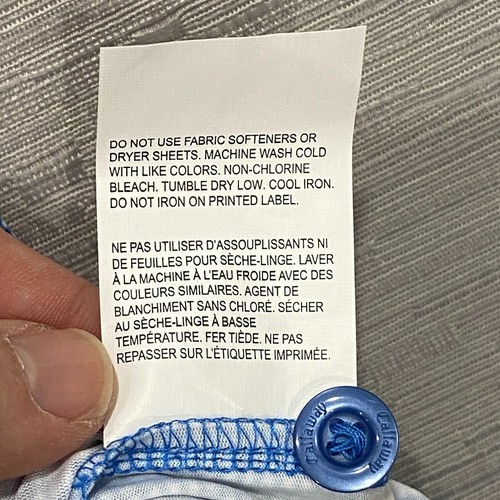 DO NOT USE FABRIC SOFTENERS OR
DRYER SHEETS. MACHINE WASH COLD
WITH LIKE COLORS. NON-CHLORINE
BLEACH. TUMBLE DRY LOW. COOL IRON.
DO NOT IRON ON PRINTED LABEL.
NE PAS UTILISER D'ASSOUPLISSANTS NI
DE FEUILLES POUR SÈCHE-LINGE. LAVER
À LA MACHINE À L'EAU FROIDE AVEC DES
COULEURS SIMILAIRES. AGENT DE
BLANCHIMENT SANS CHLORÉ. SÉCHER
AU SÈCHE-LINGE À BASSE
TEMPÉRATURE. FER TIÈDE. NE PAS
REPASSER SUR L'ÉTIQUETTE IMPRIMÉE.
Callaway
Callaway